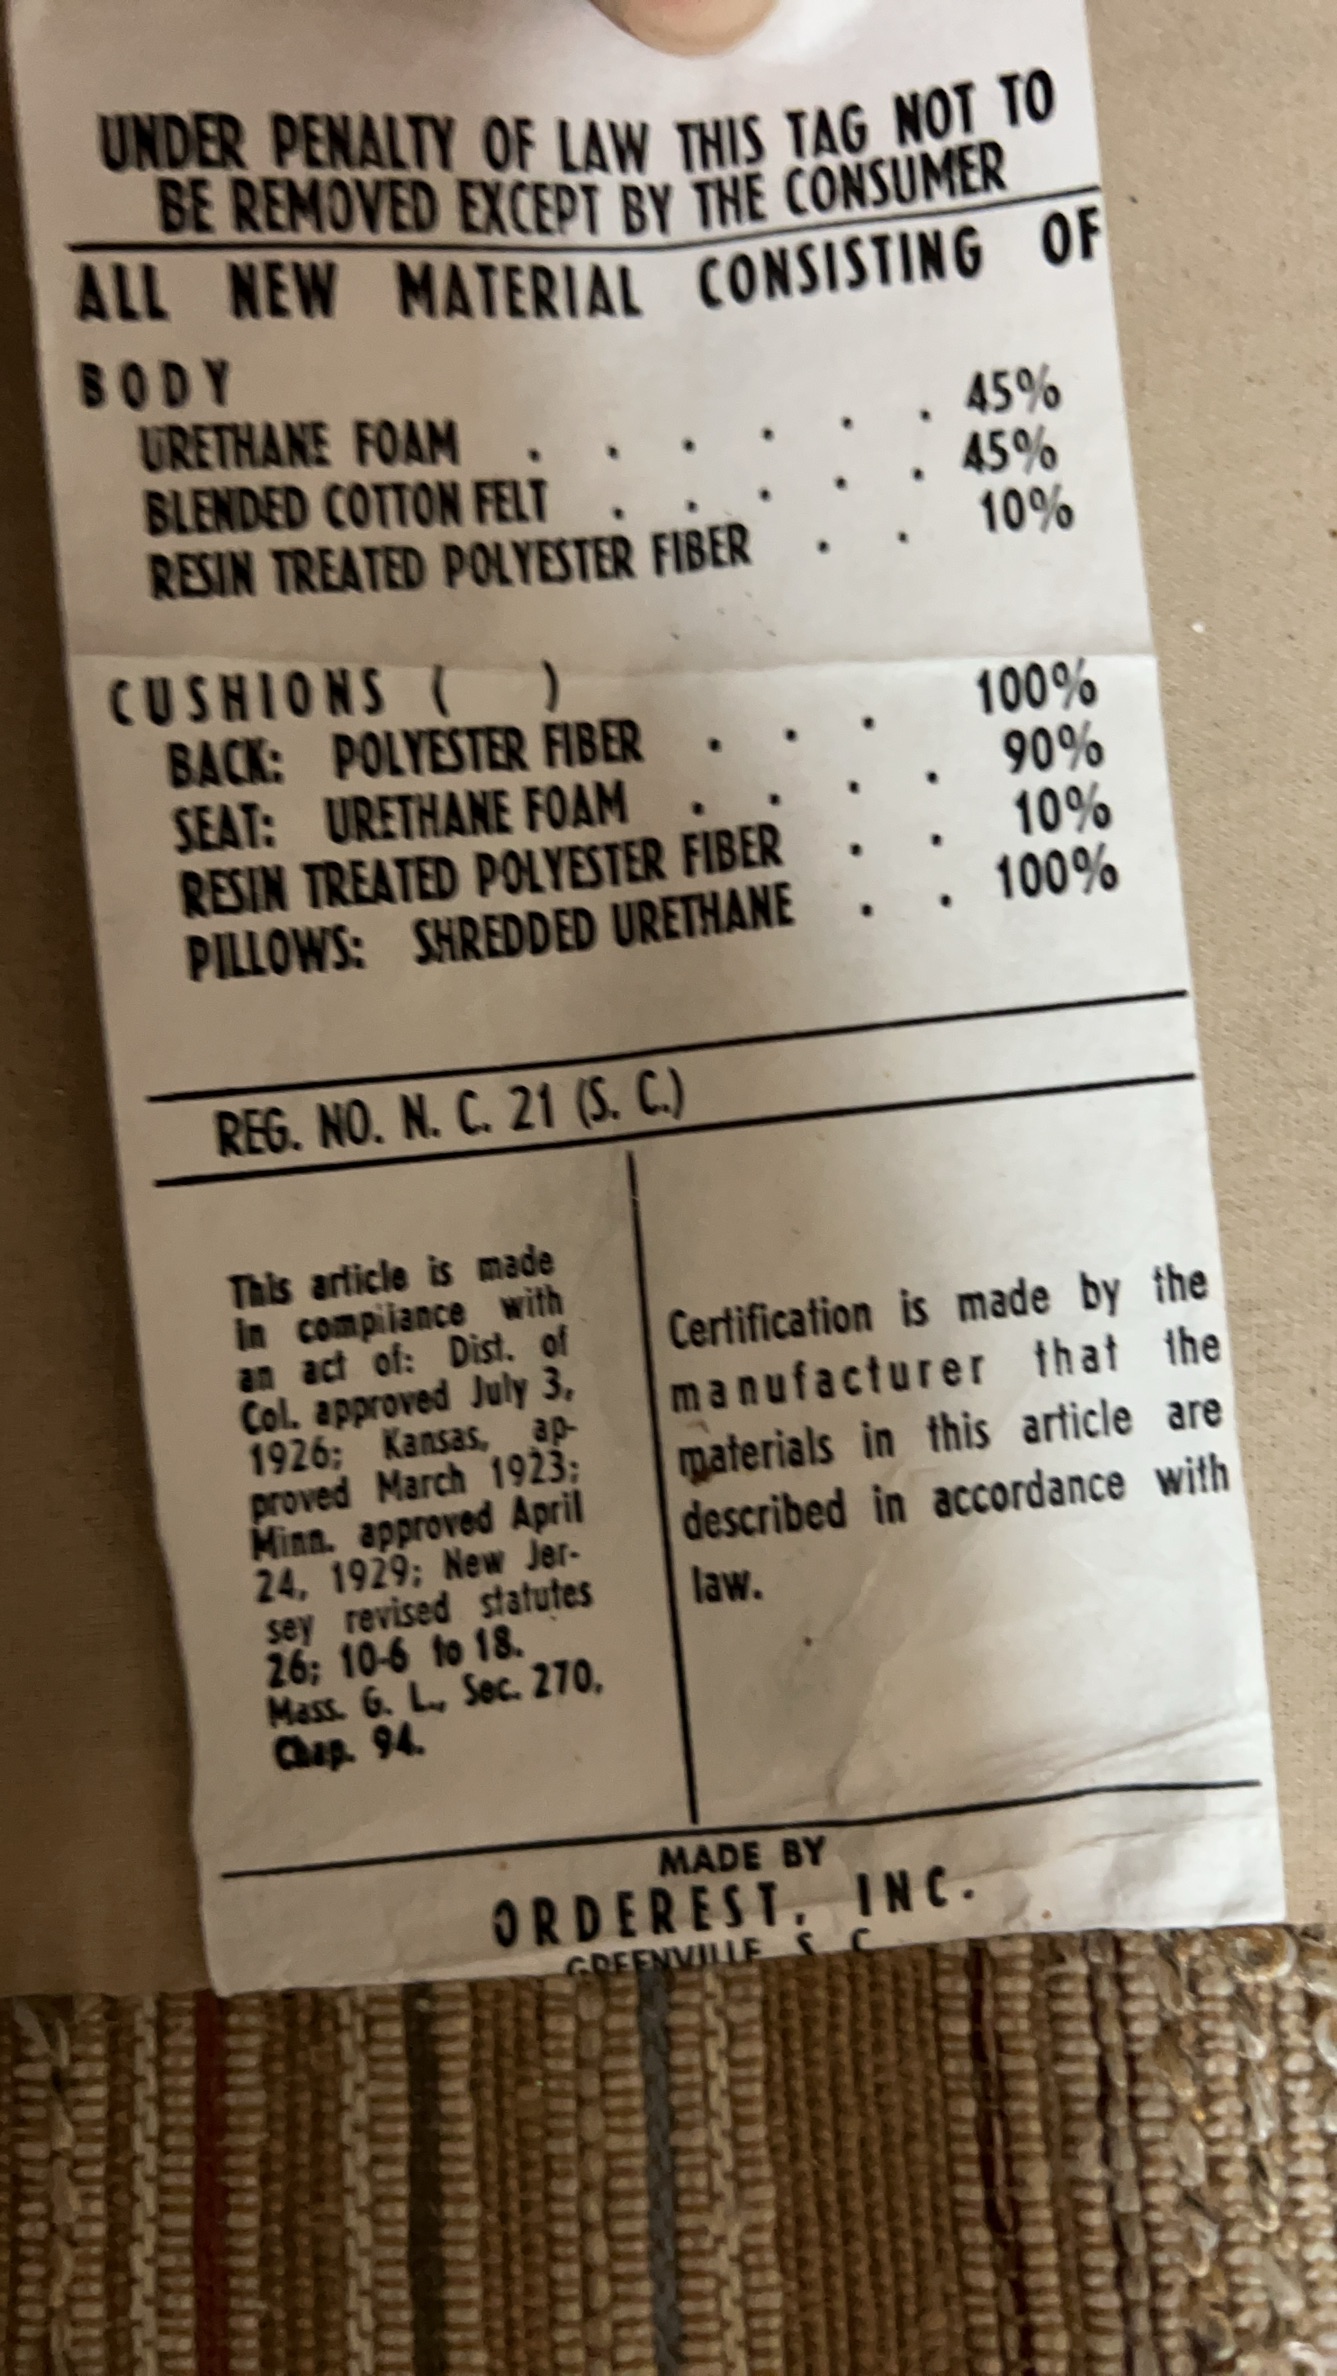 UNDER PENALTY OF LAW THIS TAG NOT TO
BE REMOVED EXCEPT BY THE CONSUMER
ALL NEW MATERIAL CONSISTING OF
BODY
URETHANE FOAM . . . . . . 45%
BLENDED COTTON FELT . . . . . 45%
RESIN TREATED POLYESTER FIBER . . 10%
CUSHIONS ( )
BACK: POLYESTER FIBER . . . 100%
SEAT: URETHANE FOAM . . . . 90%
RESIN TREATED POLYESTER FIBER . . 10%
PILLOWS: SHREDDED URETHANE . . 100%
REG. NO. N. C. 21 (S. C.)
This article is made
in compliance with
an act of: Dist. of
Col. approved July 3,
1926; Kansas, ap-
proved March 1923;
Minn. approved April
24, 1929; New Jer-
sey revised statutes
26; 10-6 to 18.
Mass. G. L., Sec. 270,
Chap. 94.
Certification is made by the
manufacturer that the
materials in this article are
described in accordance with
law.
MADE BY
ORDEREST, INC.
GREENVILLE, S. C.